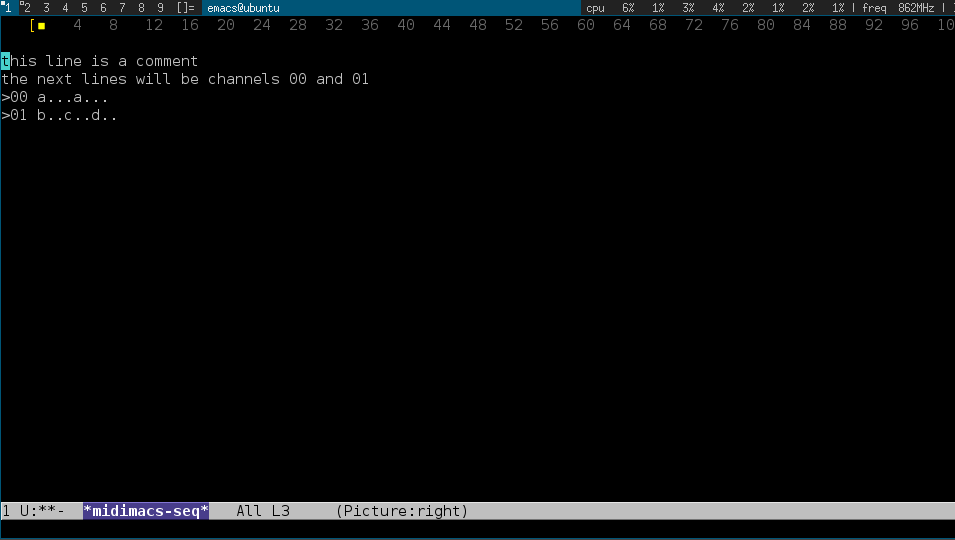 1 2 3 4 5 6 7 8 9 []= emacs@ubuntu cpu 6% 1% 3% 4% 2% 1% 2% 1% | freq 862MHz |
[ 4 8 12 16 20 24 28 32 36 40 44 48 52 56 60 64 68 72 76 80 84 88 92 96 10
this line is a comment
the next lines will be channels 00 and 01
>00 a...a...
>01 b..c..d..
1 U:**- *midimacs-seq* All L3 (Picture:right)